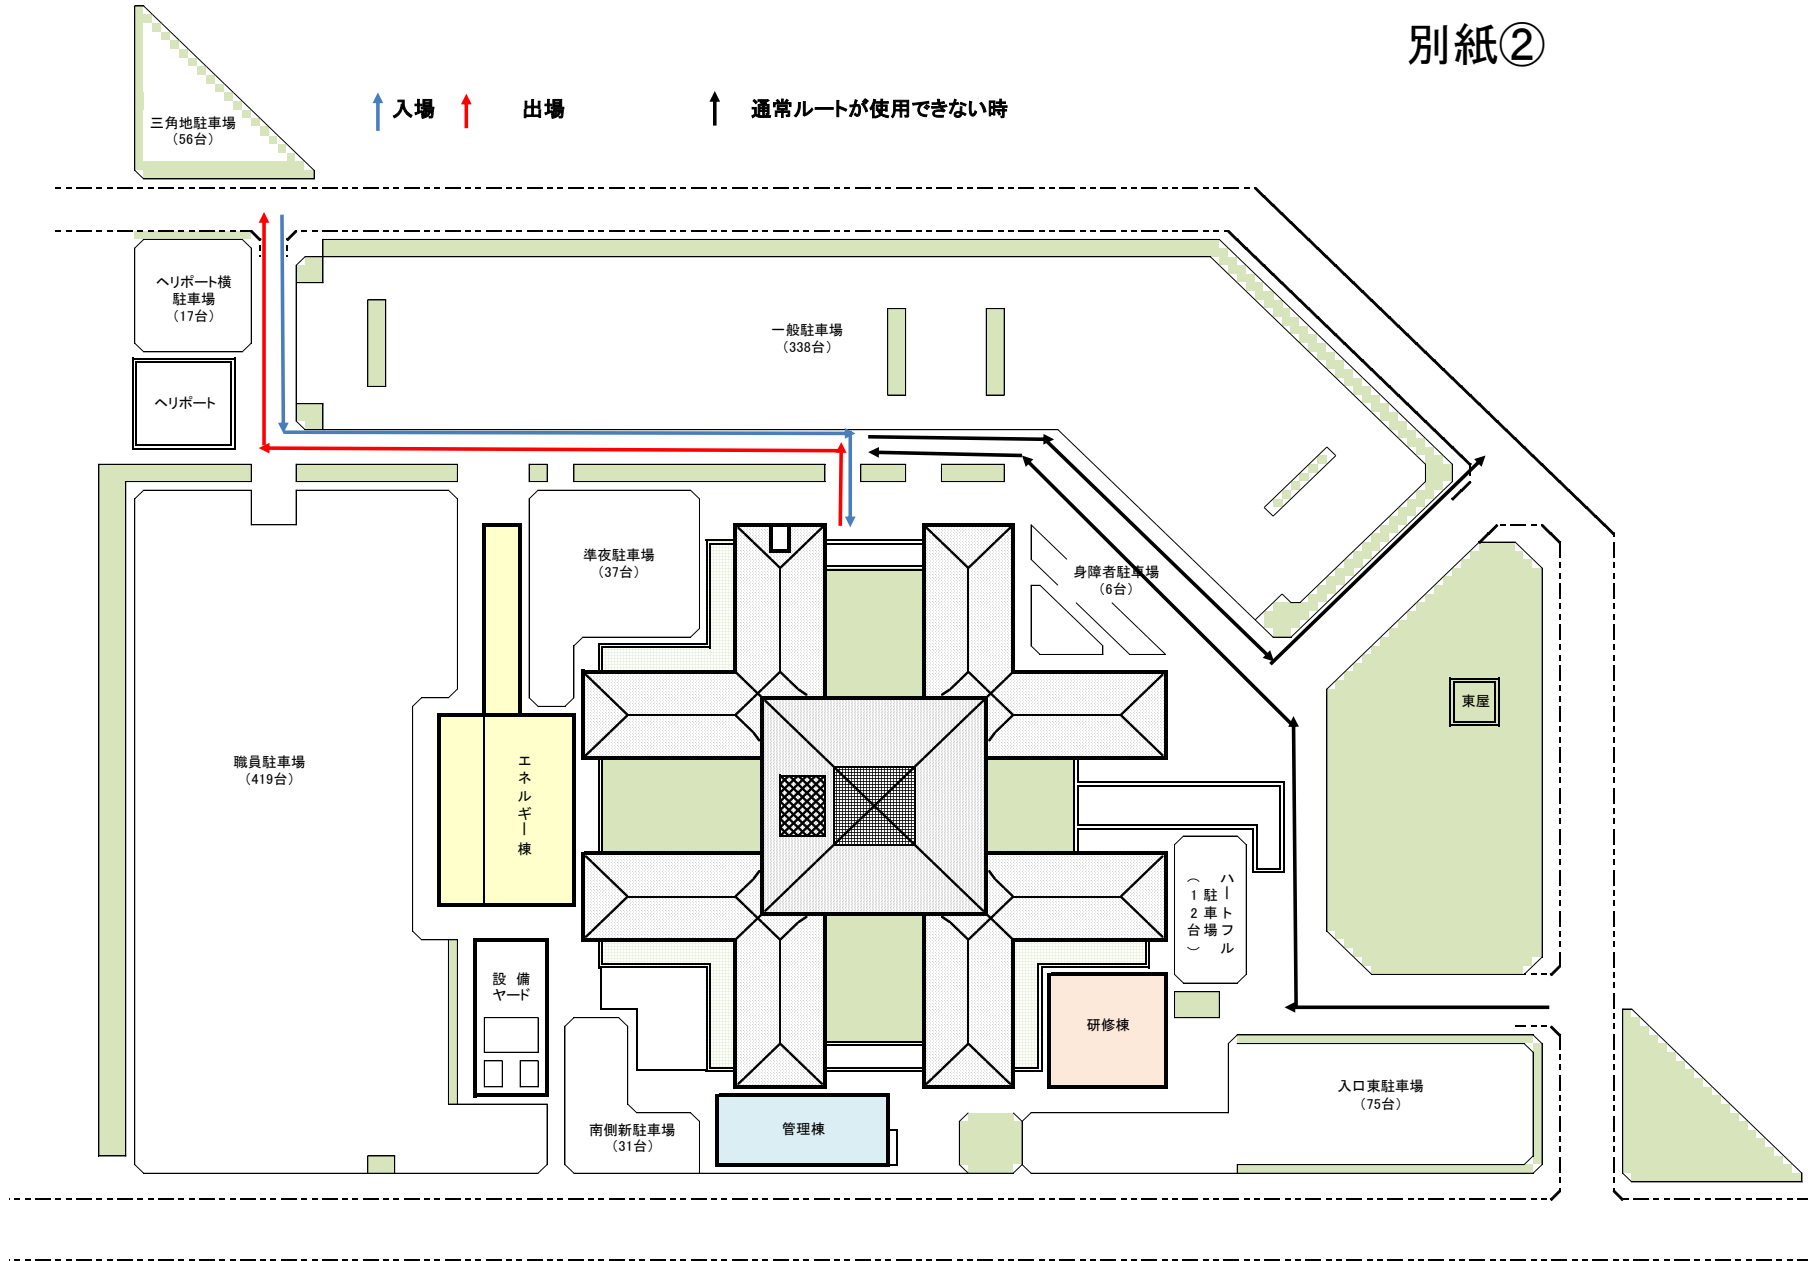 別紙②
入場
出場
通常ルートが使用できない時
三角地駐車場
(56台)
ヘリポート横
駐車場
(17台)
一般駐車場
(338台)
ヘリポート
準夜駐車場
(37台)
身障者駐車場
(6台)
東屋
職員駐車場
(419台)
エネルギー棟
ハートフル
駐車場
(12台)
設 備
ヤード
研修棟
入口東駐車場
(75台)
南側新駐車場
(31台)
管理棟